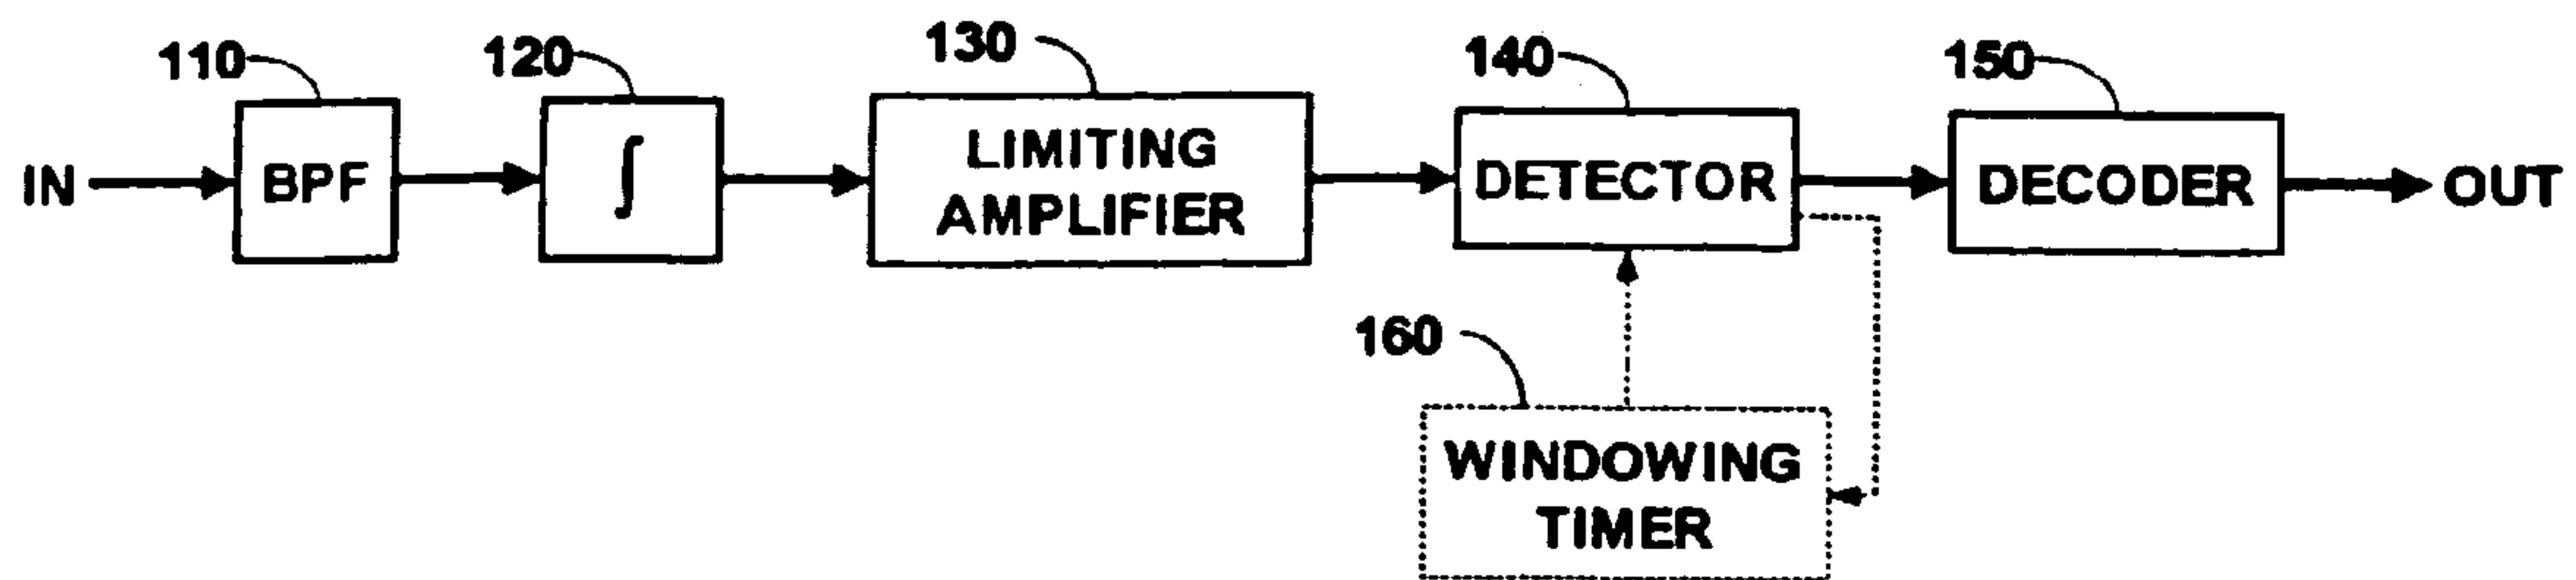 110
120
130
140
150
IN
BPF
∫
LIMITING
AMPLIFIER
DETECTOR
DECODER
OUT
160
WINDOWING
TIMER